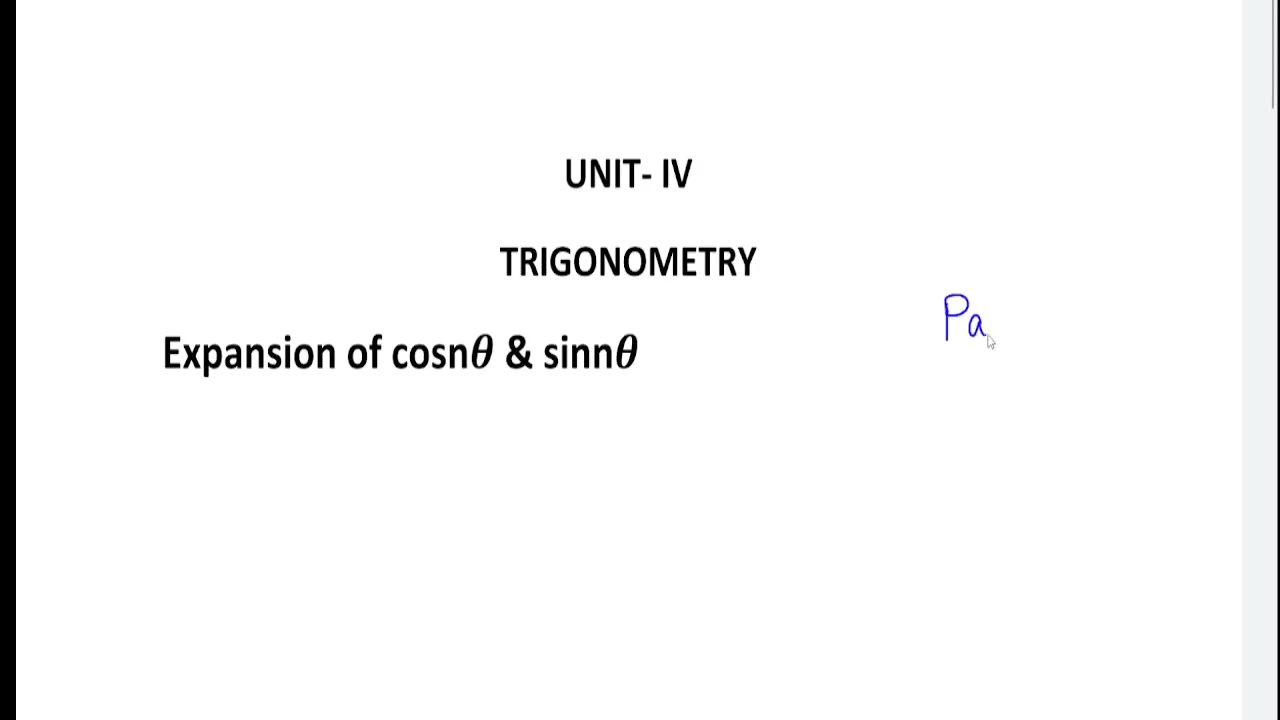 UNIT- IV
TRIGONOMETRY
Pa
Expansion of cosn𝜃 & sinn𝜃